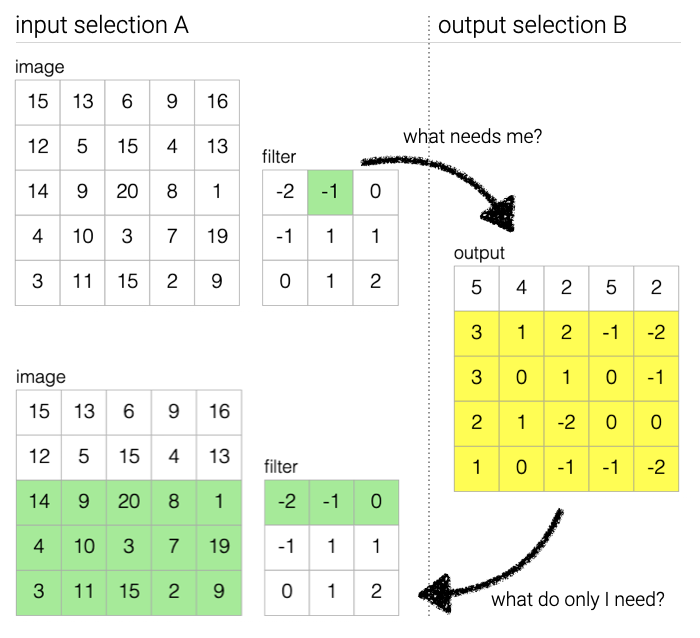 input selection A
output selection B
image
15 13 6 9 16
12 5 15 4 13
14 9 20 8 1
4 10 3 7 19
3 11 15 2 9
filter
-2 -1 0
-1 1 1
0 1 2
what needs me?
output
5 4 2 5 2
3 1 2 -1 -2
3 0 1 0 -1
2 1 -2 0 0
1 0 -1 -1 -2
image
15 13 6 9 16
12 5 15 4 13
14 9 20 8 1
4 10 3 7 19
3 11 15 2 9
filter
-2 -1 0
-1 1 1
0 1 2
what do only I need?